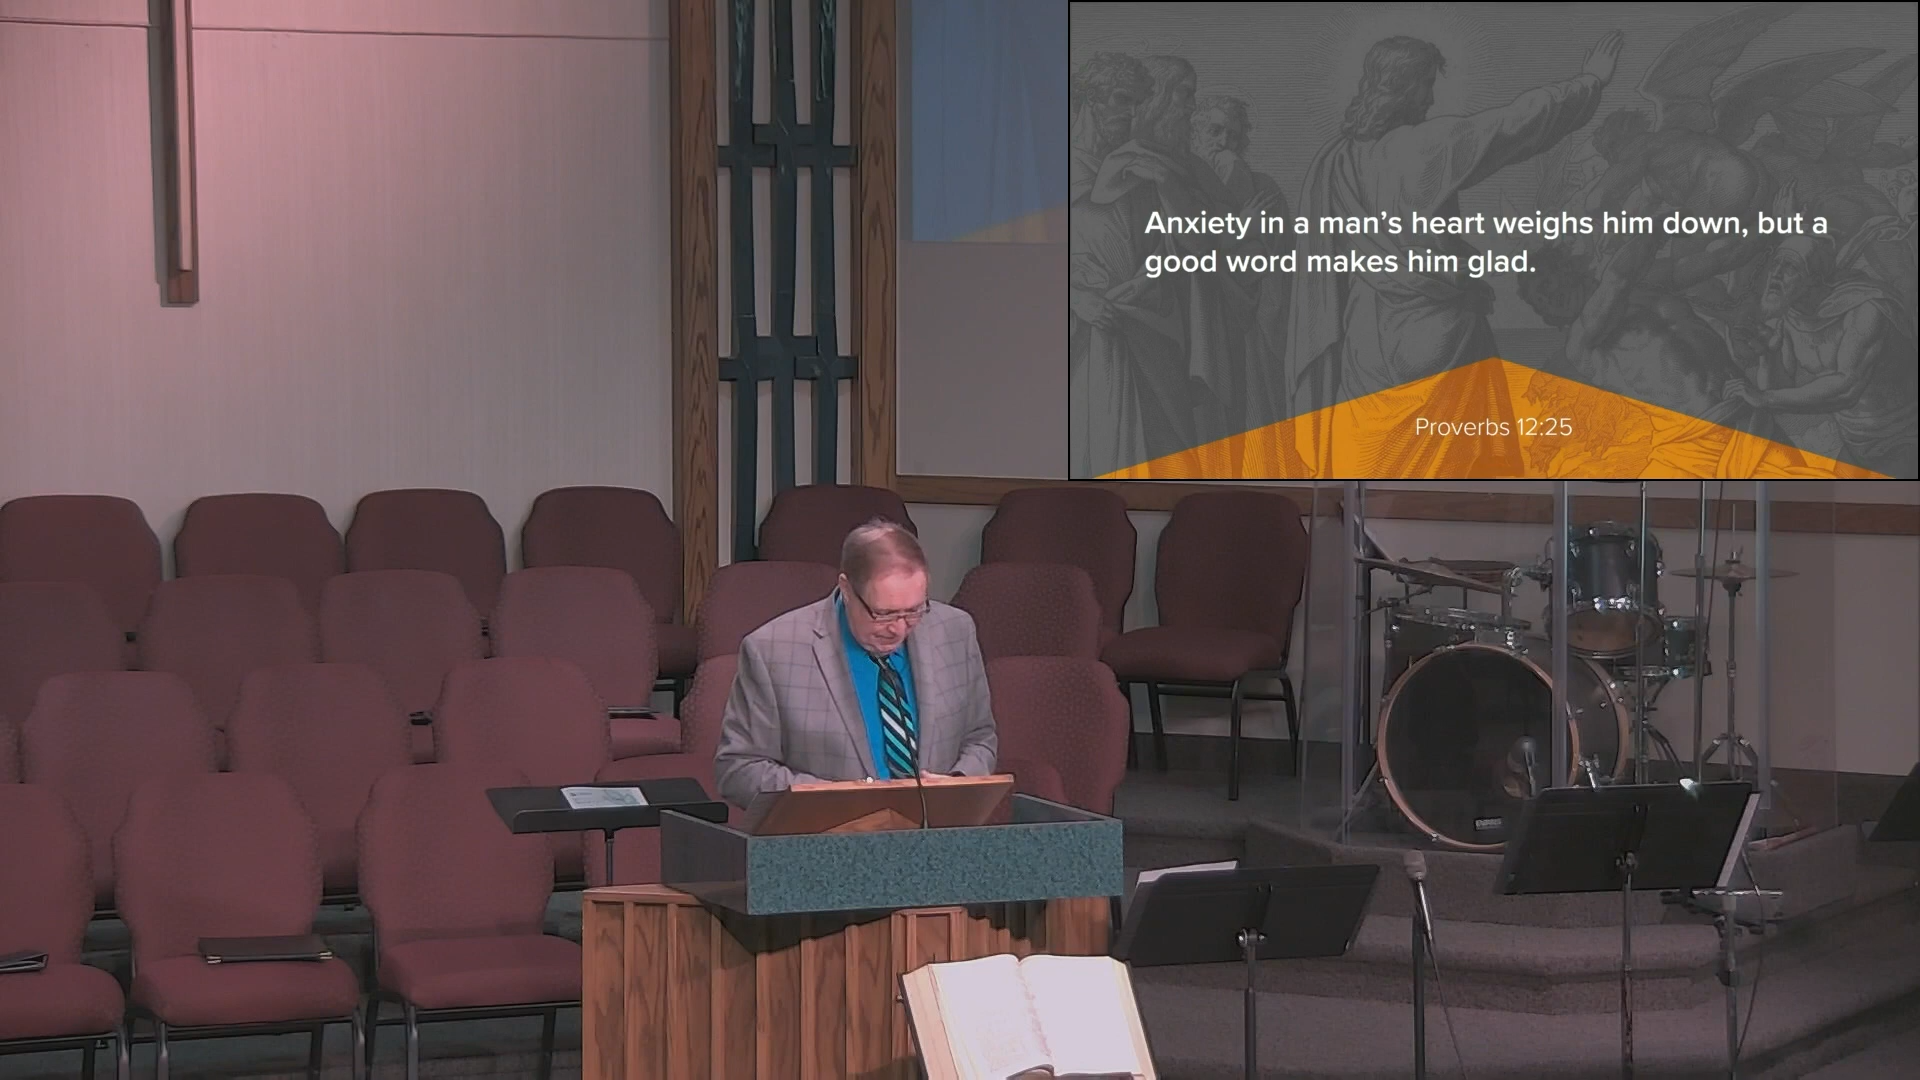 Anxiety in a man’s heart weighs him down, but a
good word makes him glad.
Proverbs 12:25